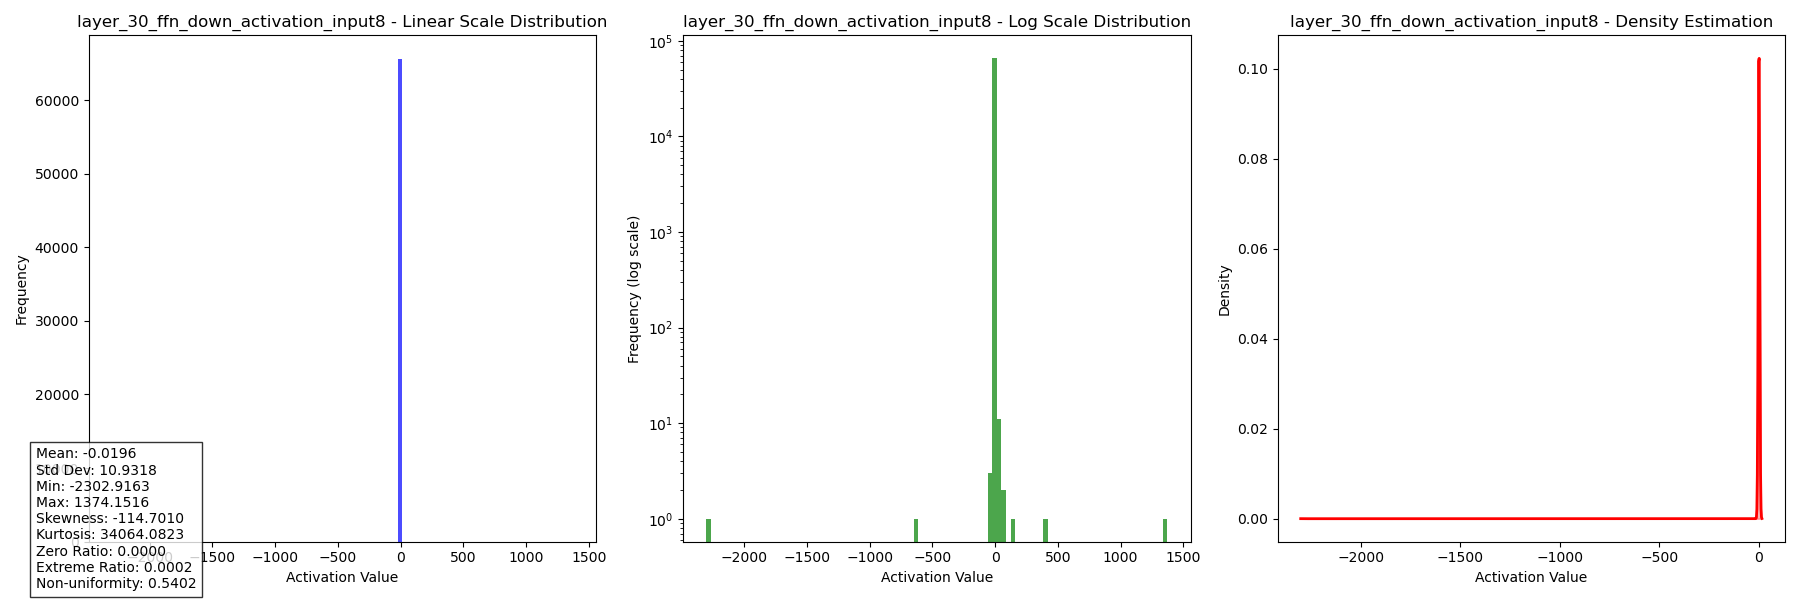 layer_30_ffn_down_activation_input8 - Linear Scale Distribution
60000
50000
40000
30000
20000
0
Frequency
−2000 −1500 −1000 −500 0 500 1000 1500
Activation Value
Mean: -0.0196
Std Dev: 10.9318
Min: -2302.9163
Max: 1374.1516
Skewness: -114.7010
Kurtosis: 34064.0823
Zero Ratio: 0.0000
Extreme Ratio: 0.0002
Non-uniformity: 0.5402
layer_30_ffn_down_activation_input8 - Log Scale Distribution
10⁵
10⁴
10³
10²
10¹
10⁰
Frequency (log scale)
−2000 −1500 −1000 −500 0 500 1000 1500
Activation Value
layer_30_ffn_down_activation_input8 - Density Estimation
0.10
0.08
0.06
0.04
0.02
0.00
Density
−2000 −1500 −1000 −500 0
Activation Value